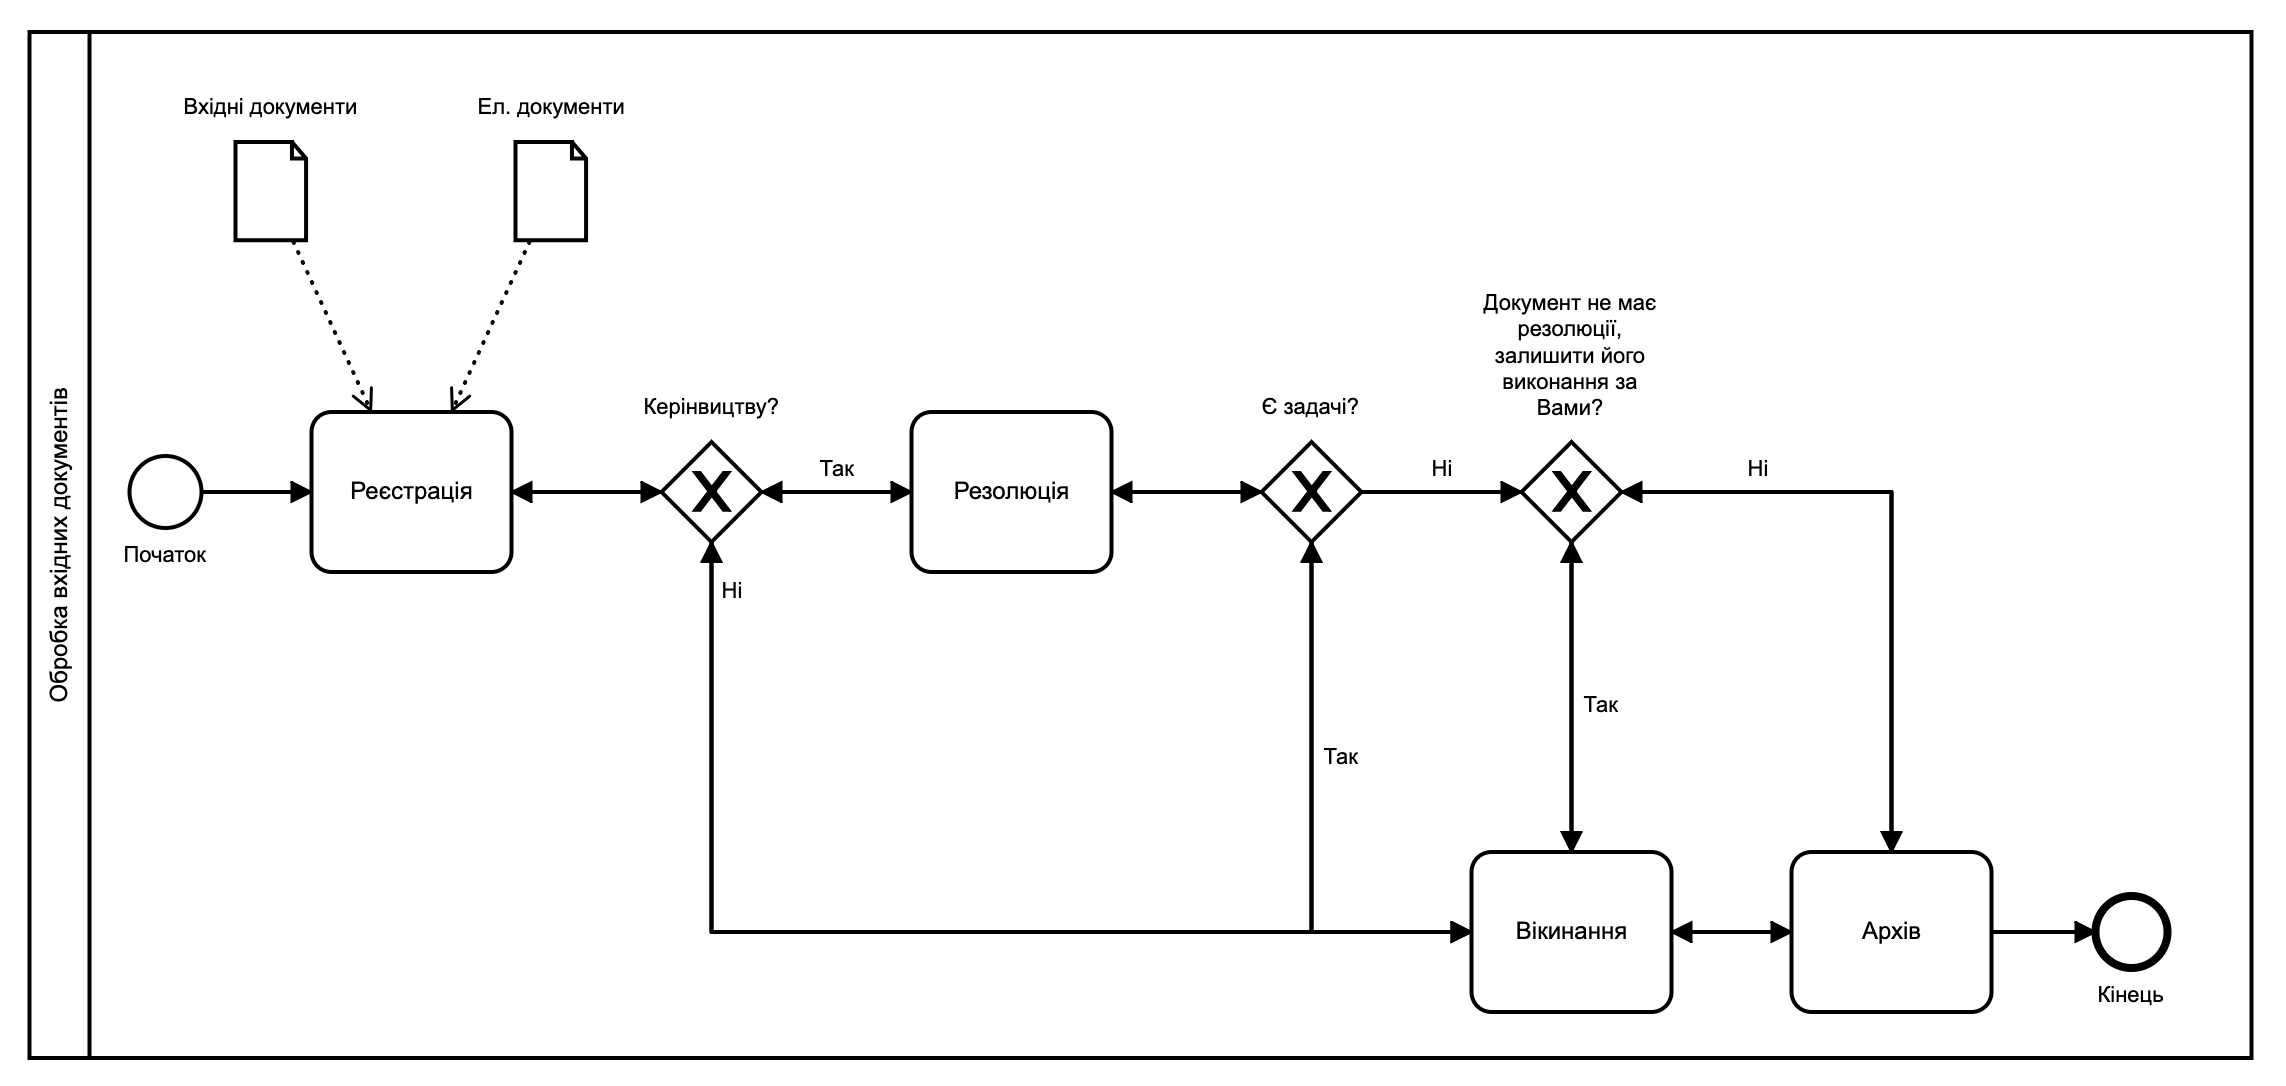 Обробка вхідних документів
Вхідні документи
Ел. документи
Документ не має
резолюції,
залишити його
виконання за
Вами?
Керінвицтву?
Є задачі?
Так
Ні
Ні
Реєстрація
Резолюція
Початок
Ні
Так
Так
Вікинання
Архів
Кінець